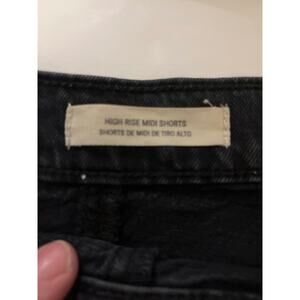 HIGH RISE MIDI SHORTS
SHORTS DE MIDI DE TIRO ALTO